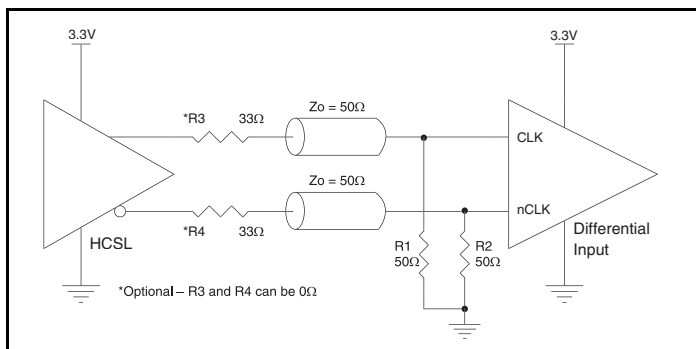 3.3V
3.3V
*R3 33Ω
Zo = 50Ω
CLK
Zo = 50Ω
nCLK
HCSL
*R4 33Ω
Differential
Input
R1
50Ω
R2
50Ω
*Optional – R3 and R4 can be 0Ω